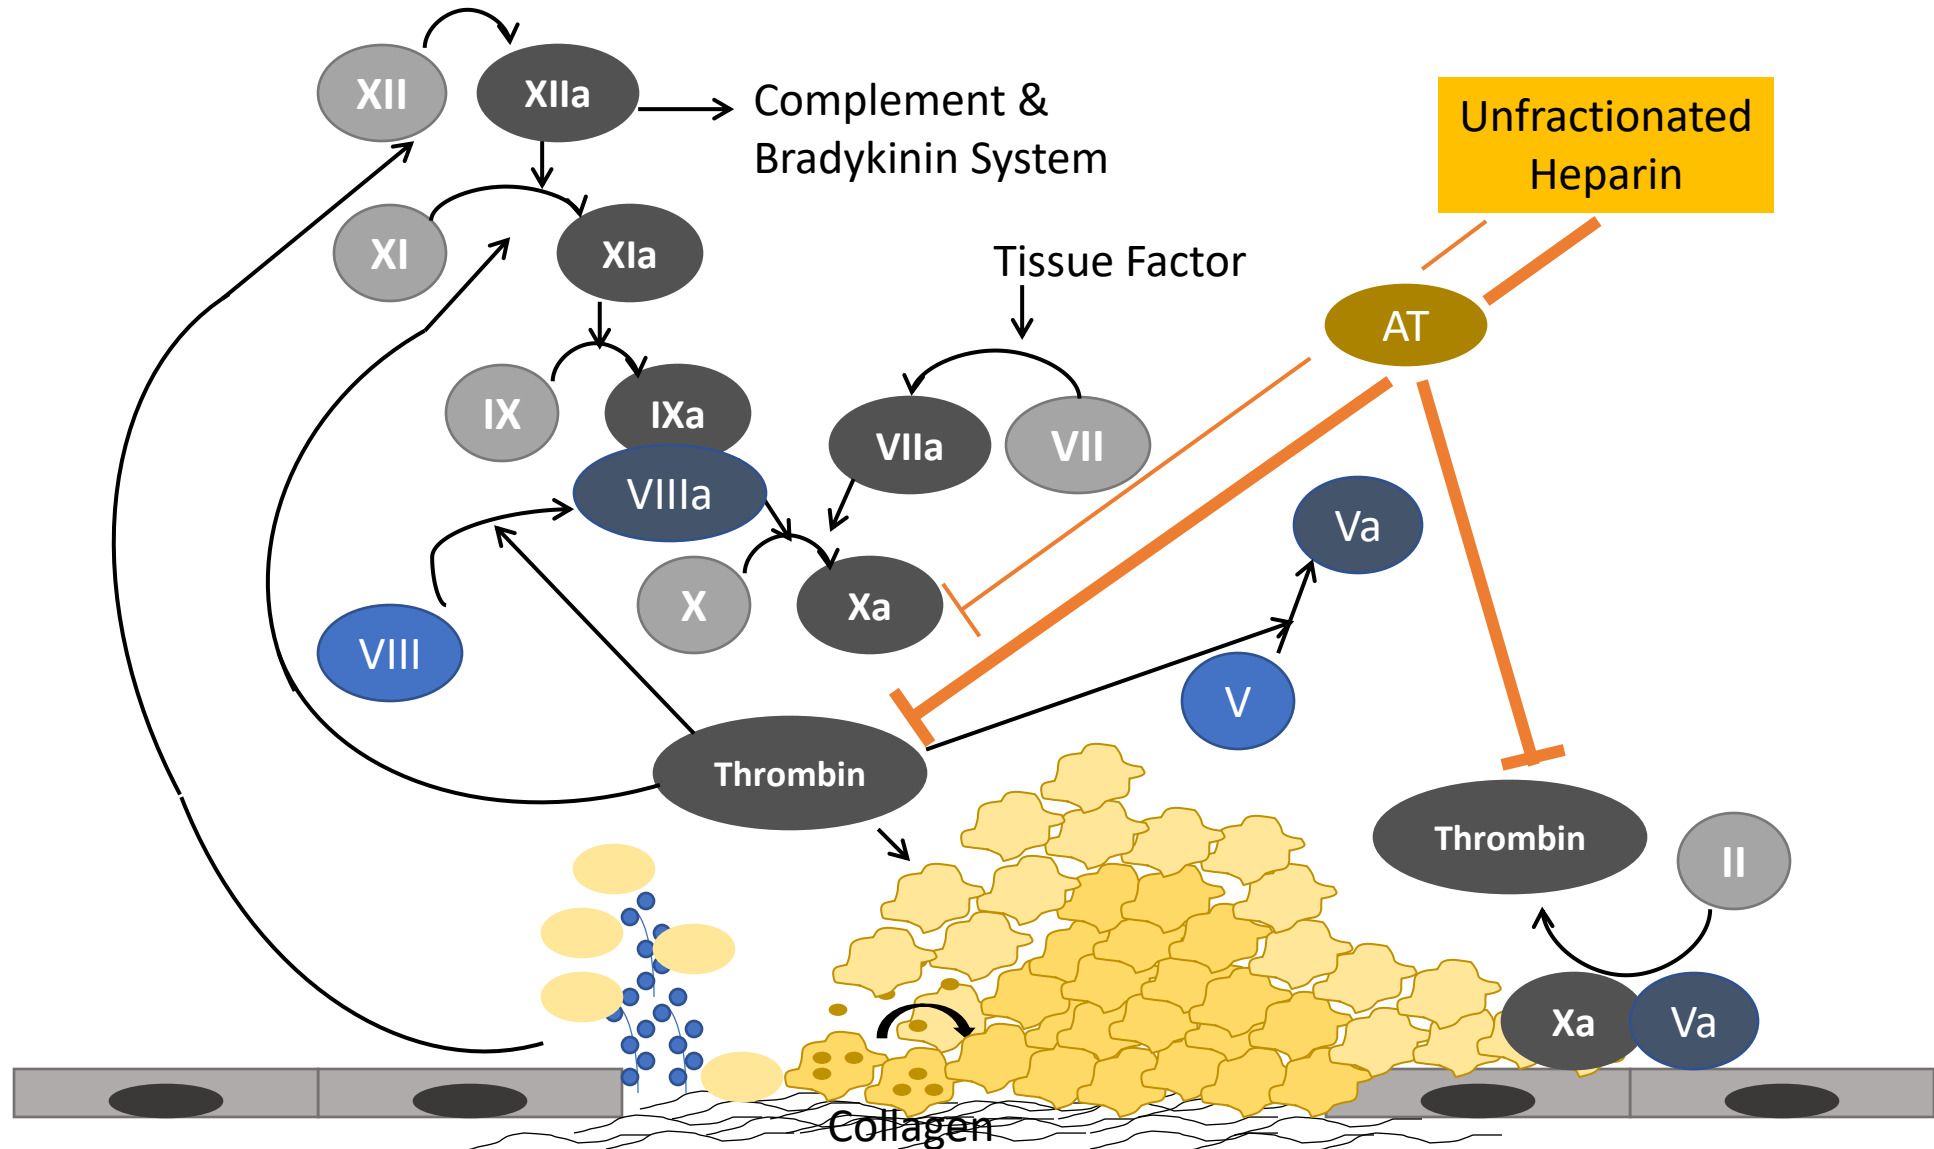 XII
XIIa
Complement &
Bradykinin System
Unfractionated
Heparin
XI
XIa
Tissue Factor
AT
IX
IXa
VIIa
VII
VIIIa
Va
X
Xa
VIII
V
Thrombin
Thrombin
II
Xa
Va
Collagen